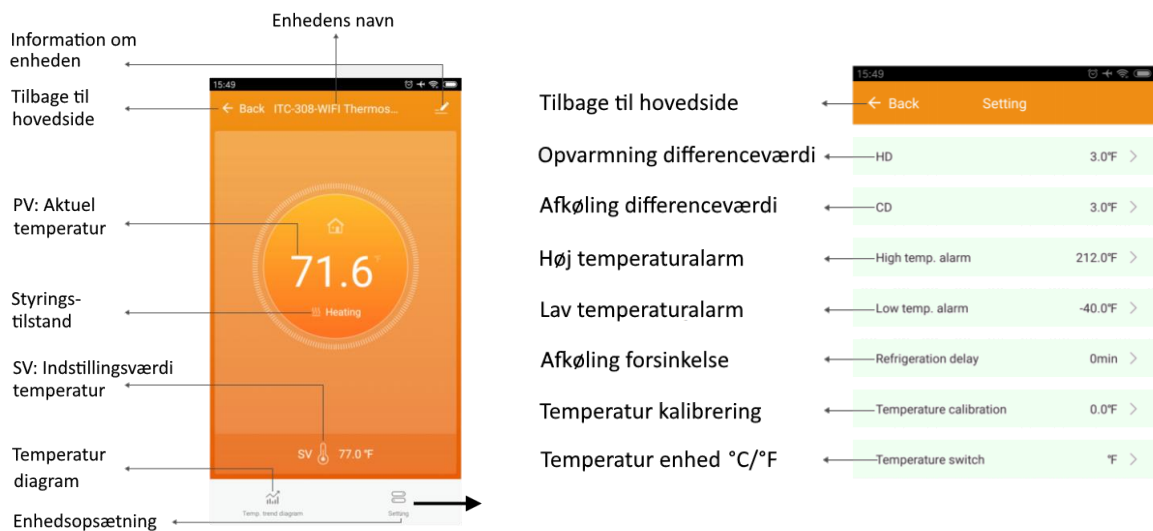 Enhedens navn
Information om
enheden
Tilbage til
hovedside
PV: Aktuel
temperatur
Styrings-
tilstand
SV: Indstillingsværdi
temperatur
Temperatur
diagram
Enhedsopsætning
15:49
Back ITC-308-WIFI Thermos...
71.6 °F
Heating
SV 77.0 °F
Temp. trend diagram Setting
Tilbage til hovedside
Opvarmning differenceværdi
Afkøling differenceværdi
Høj temperaturalarm
Lav temperaturalarm
Afkøling forsinkelse
Temperatur kalibrering
Temperatur enhed °C/°F
15:49
Back Setting
HD 3.0°F
CD 3.0°F
High temp. alarm 212.0°F
Low temp. alarm -40.0°F
Refrigeration delay 0min
Temperature calibration 0.0°F
Temperature switch °F